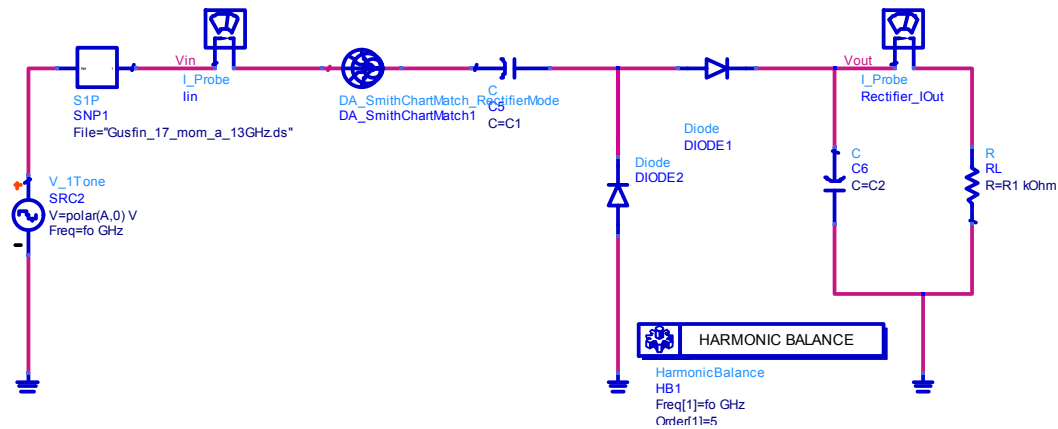 Vin
I_Probe
Iin
S1P
SNP1
File="Gusfin_17_mom_a_13GHz.ds"
V_1Tone
SRC2
V=polar(A,0) V
Freq=fo GHz
DA_SmithChartMatch_RectifierMode
DA_SmithChartMatch1
C
C5
C=C1
Diode
DIODE1
Diode
DIODE2
Vout
I_Probe
Rectifier_IOut
C
C6
C=C2
R
RL
R=R1 kOhm
HARMONIC BALANCE
HarmonicBalance
HB1
Freq[1]=fo GHz
Order[1]=5